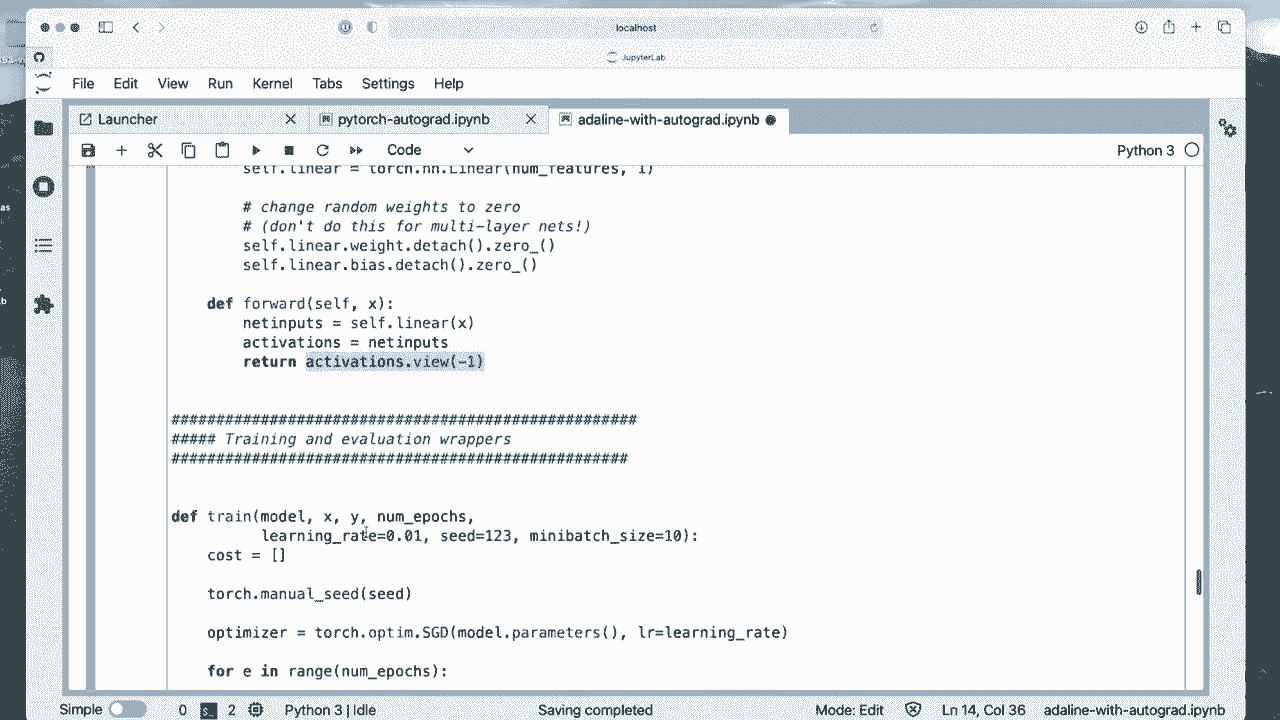 localhost
JupyterLab
File Edit View Run Kernel Tabs Settings Help
Launcher pytorch-autograd.ipynb adaline-with-autograd.ipynb
Code Python 3
self.linear = torch.nn.Linear(num_features, 1)
# change random weights to zero
# (don't do this for multi-layer nets!)
self.linear.weight.detach().zero_()
self.linear.bias.detach().zero_()
def forward(self, x):
netinputs = self.linear(x)
activations = netinputs
return activations.view(-1)
####################################################
##### Training and evaluation wrappers
###################################################
def train(model, x, y, num_epochs,
learning_rate=0.01, seed=123, minibatch_size=10):
cost = []
torch.manual_seed(seed)
optimizer = torch.optim.SGD(model.parameters(), lr=learning_rate)
for e in range(num_epochs):
Simple 0 2 Python 3 | Idle Saving completed Mode: Edit Ln 14, Col 36 adaline-with-autograd.ipynb